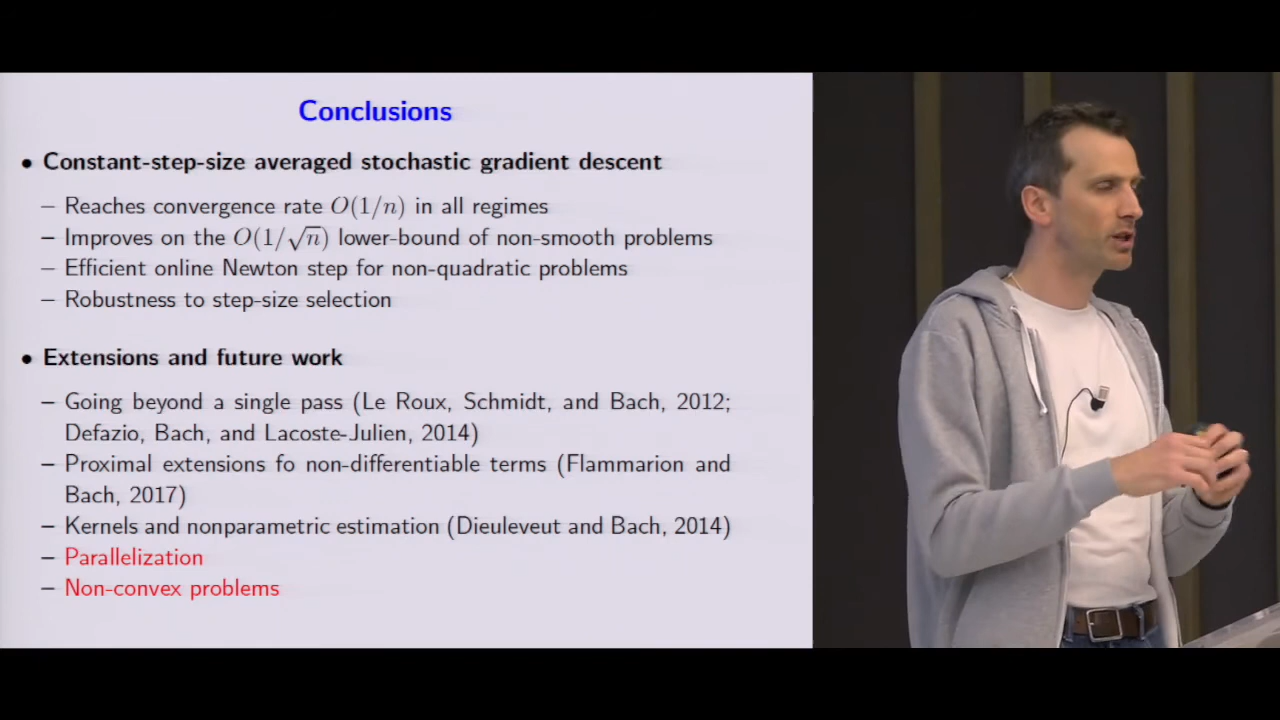 Conclusions
• Constant-step-size averaged stochastic gradient descent
– Reaches convergence rate O(1/n) in all regimes
– Improves on the O(1/√n) lower-bound of non-smooth problems
– Efficient online Newton step for non-quadratic problems
– Robustness to step-size selection
• Extensions and future work
– Going beyond a single pass (Le Roux, Schmidt, and Bach, 2012;
Defazio, Bach, and Lacoste-Julien, 2014)
– Proximal extensions fo non-differentiable terms (Flammarion and
Bach, 2017)
– Kernels and nonparametric estimation (Dieuleveut and Bach, 2014)
– Parallelization
– Non-convex problems